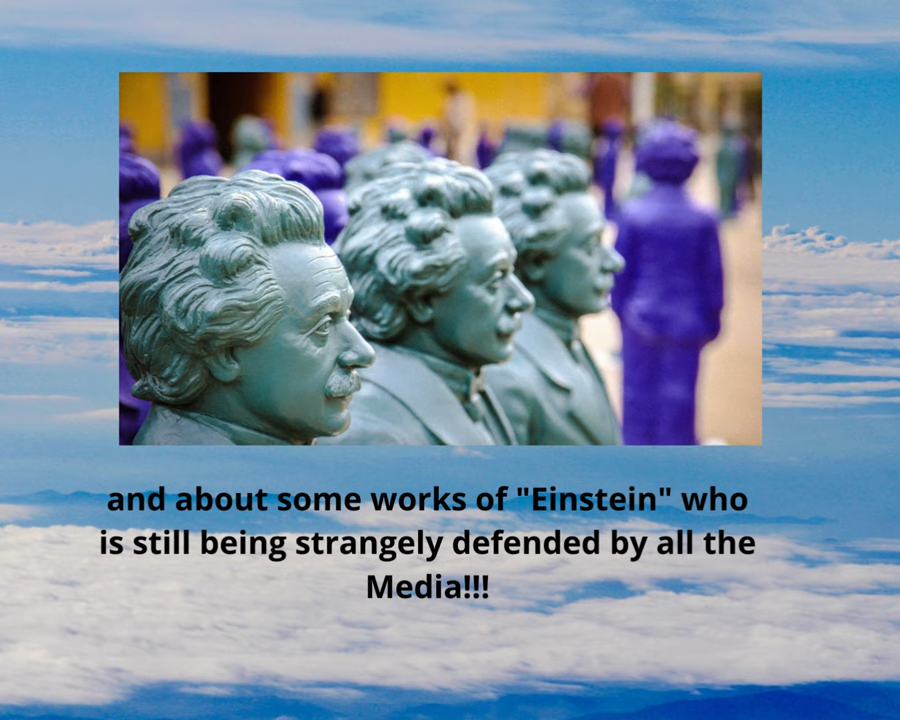 and about some works of "Einstein" who
is still being strangely defended by all the
Media!!!